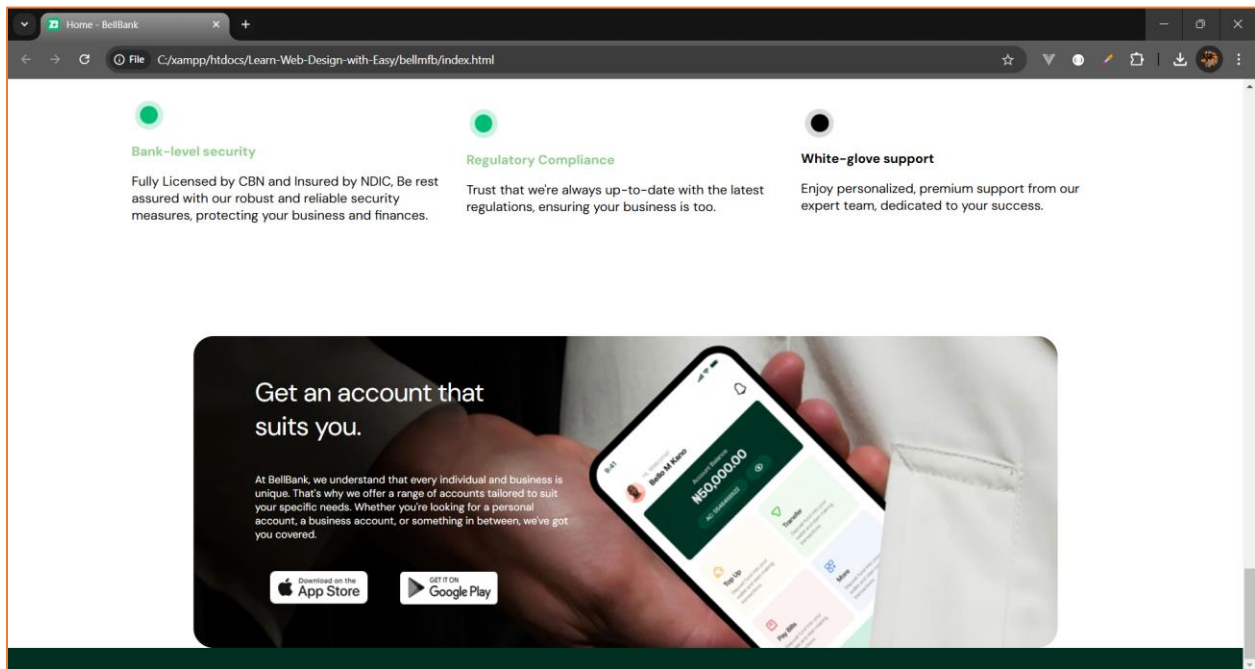 Home - BellBank
File C:/xampp/htdocs/Learn-Web-Design-with-Easy/bellmfb/index.html
Bank-level security
Fully Licensed by CBN and Insured by NDIC, Be rest
assured with our robust and reliable security
measures, protecting your business and finances.
Regulatory Compliance
Trust that we're always up-to-date with the latest
regulations, ensuring your business is too.
White-glove support
Enjoy personalized, premium support from our
expert team, dedicated to your success.
Get an account that
suits you.
At BellBank, we understand that every individual and business is
unique. That's why we offer a range of accounts tailored to suit
your specific needs. Whether you're looking for a personal
account, a business account, or something in between, we've got
you covered.
Download on the
App Store
GET IT ON
Google Play
9:41
Hi, Welcome!
Bello M Kano
Account Balance
₦50,000.00
Transfer
Top Up
More
Pay Bills